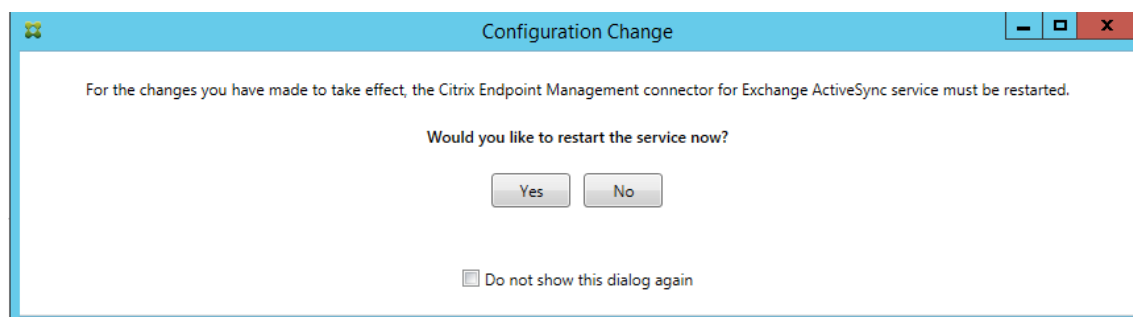 Configuration Change
For the changes you have made to take effect, the Citrix Endpoint Management connector for Exchange ActiveSync service must be restarted.
Would you like to restart the service now?
Yes No
Do not show this dialog again